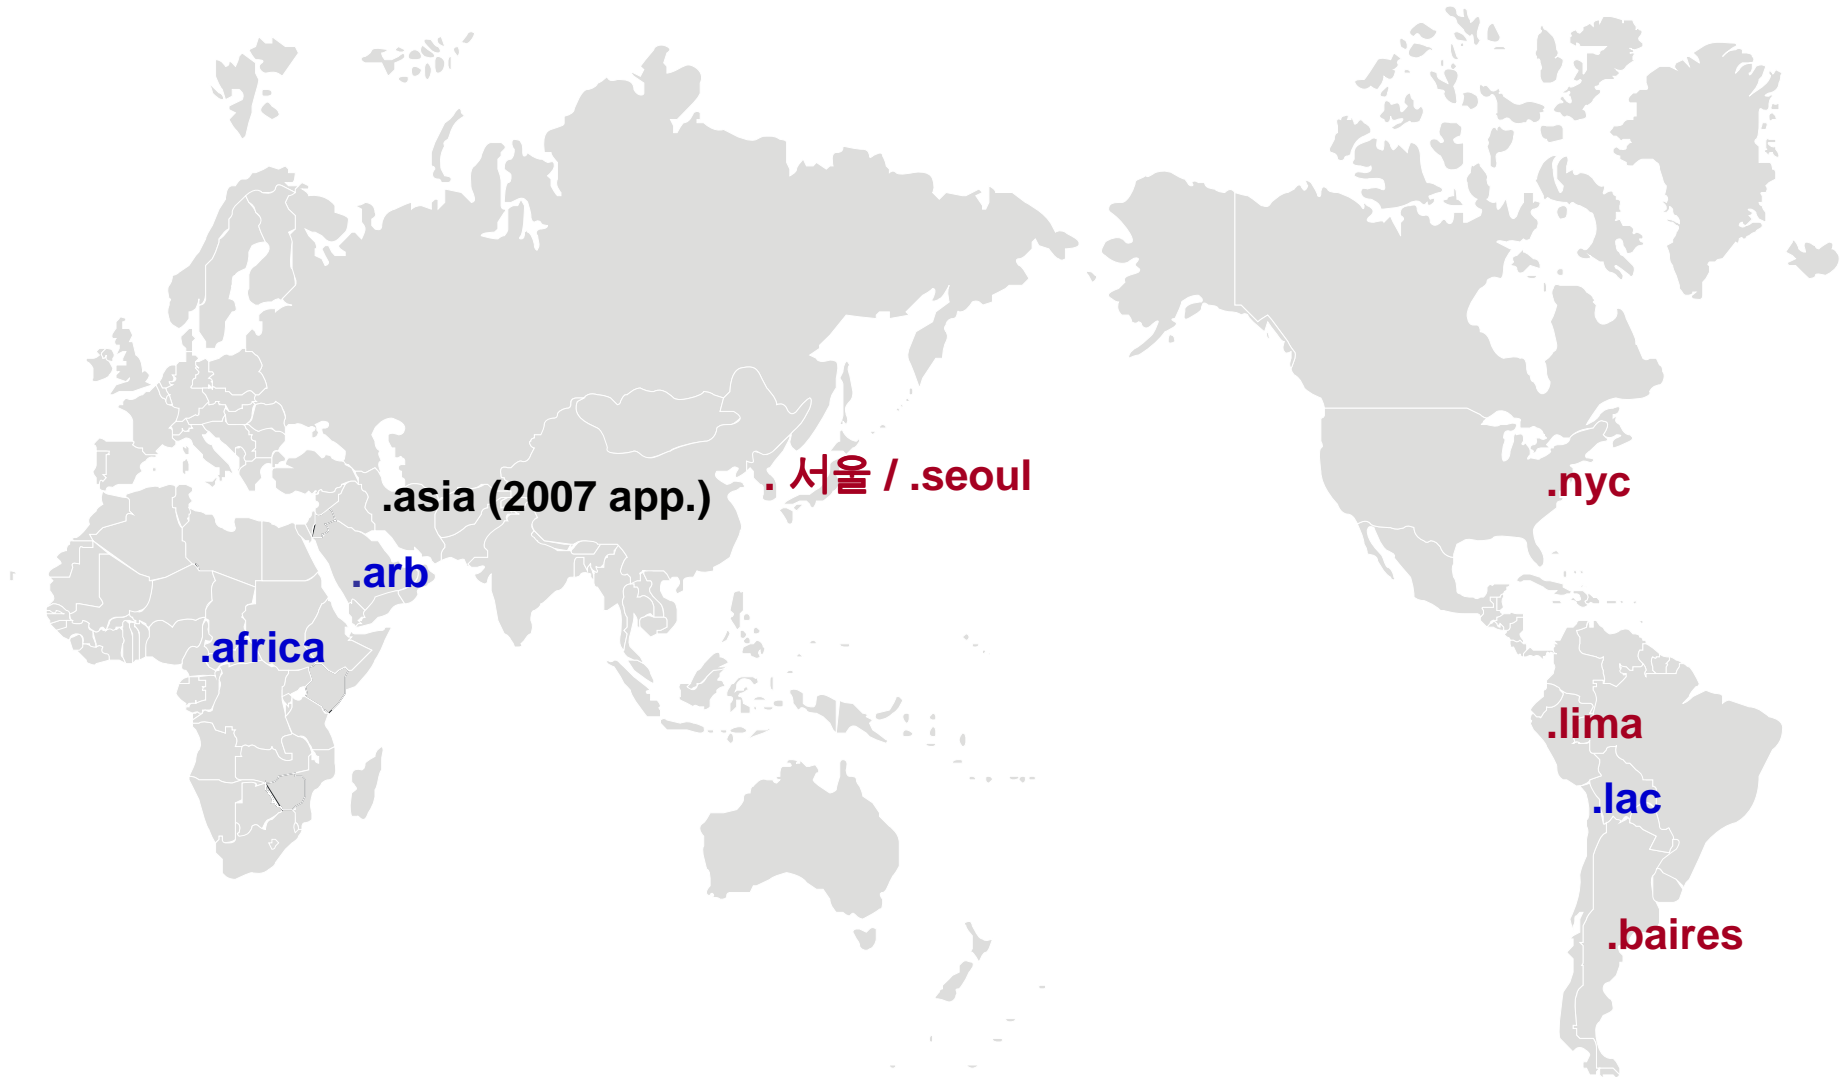 . 서울 / .seoul
.nyc
.asia (2007 app.)
.arb
.africa
.lima
.lac
.baires